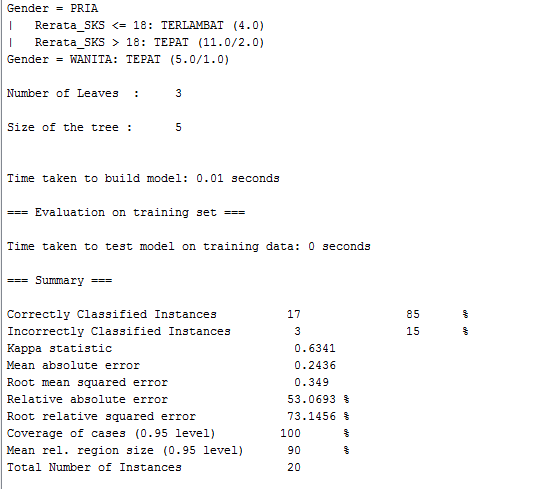 Gender = PRIA
|   Rerata_SKS <= 18: TERLAMBAT (4.0)
|   Rerata_SKS > 18: TEPAT (11.0/2.0)
Gender = WANITA: TEPAT (5.0/1.0)
Number of Leaves  :     3
Size of the tree :      5
Time taken to build model: 0.01 seconds
=== Evaluation on training set ===
Time taken to test model on training data: 0 seconds
=== Summary ===
Correctly Classified Instances          17               85      %
Incorrectly Classified Instances         3               15      %
Kappa statistic                          0.6341
Mean absolute error                      0.2436
Root mean squared error                  0.349
Relative absolute error                 53.0693 %
Root relative squared error             73.1456 %
Coverage of cases (0.95 level)         100      %
Mean rel. region size (0.95 level)      90      %
Total Number of Instances               20